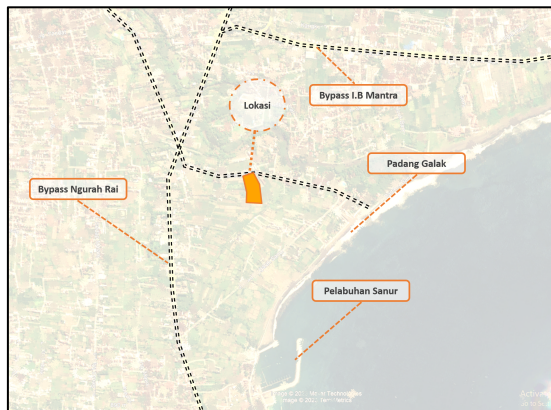 Bypass I.B Mantra
Lokasi
Padang Galak
Bypass Ngurah Rai
Pelabuhan Sanur